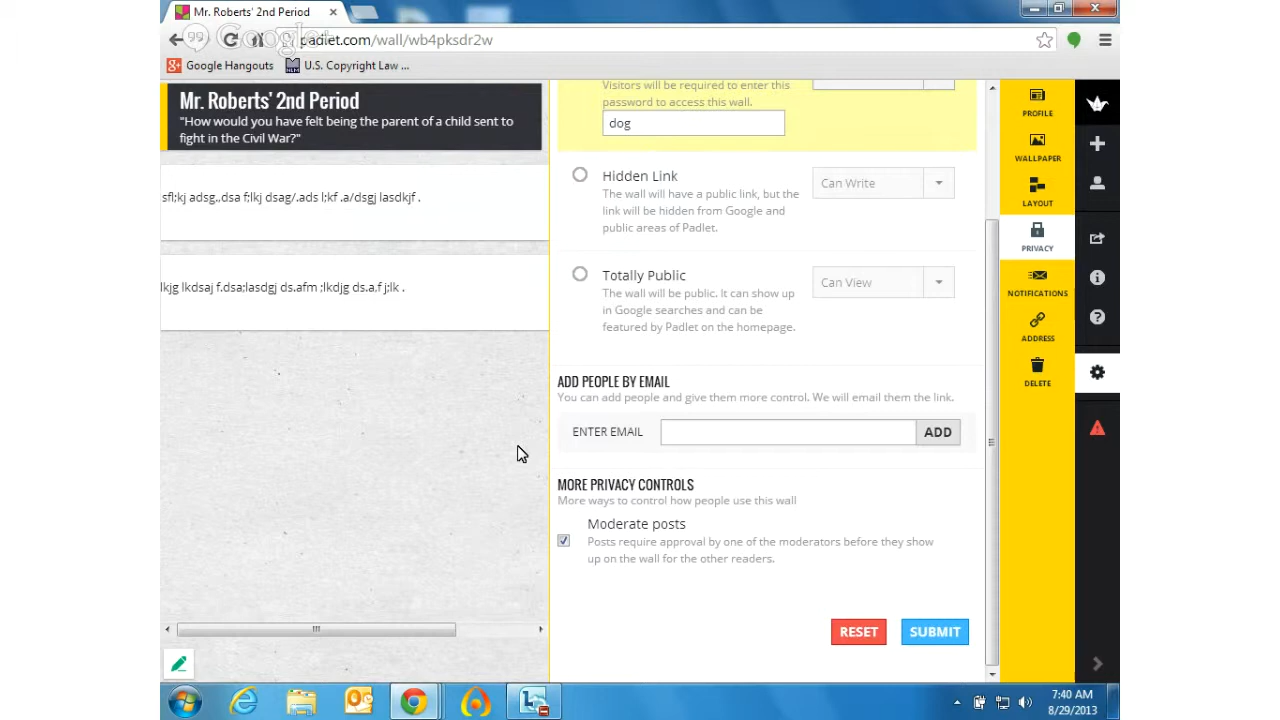 Mr. Roberts' 2nd Period
Google+
padlet.com/wall/wb4pksdr2w
Google Hangouts
U.S. Copyright Law ...
Mr. Roberts' 2nd Period
"How would you have felt being the parent of a child sent to
fight in the Civil War?"
sfl;kj adsg,,dsa f;lkj dsag/.ads l;kf .a/dsgj lasdkjf .
lkjg lkdsaj f.dsa;lasdgj ds.afm ;lkdjg ds.a.f j;lk .
Visitors will be required to enter this
password to access this wall.
dog
Hidden Link
Can Write
The wall will have a public link, but the
link will be hidden from Google and
public areas of Padlet.
Totally Public
Can View
The wall will be public. It can show up
in Google searches and can be
featured by Padlet on the homepage.
ADD PEOPLE BY EMAIL
You can add people and give them more control. We will email them the link.
ENTER EMAIL
ADD
MORE PRIVACY CONTROLS
More ways to control how people use this wall
Moderate posts
Posts require approval by one of the moderators before they show
up on the wall for the other readers.
RESET
SUBMIT
PROFILE
WALLPAPER
LAYOUT
PRIVACY
NOTIFICATIONS
ADDRESS
DELETE
7:40 AM
8/29/2013